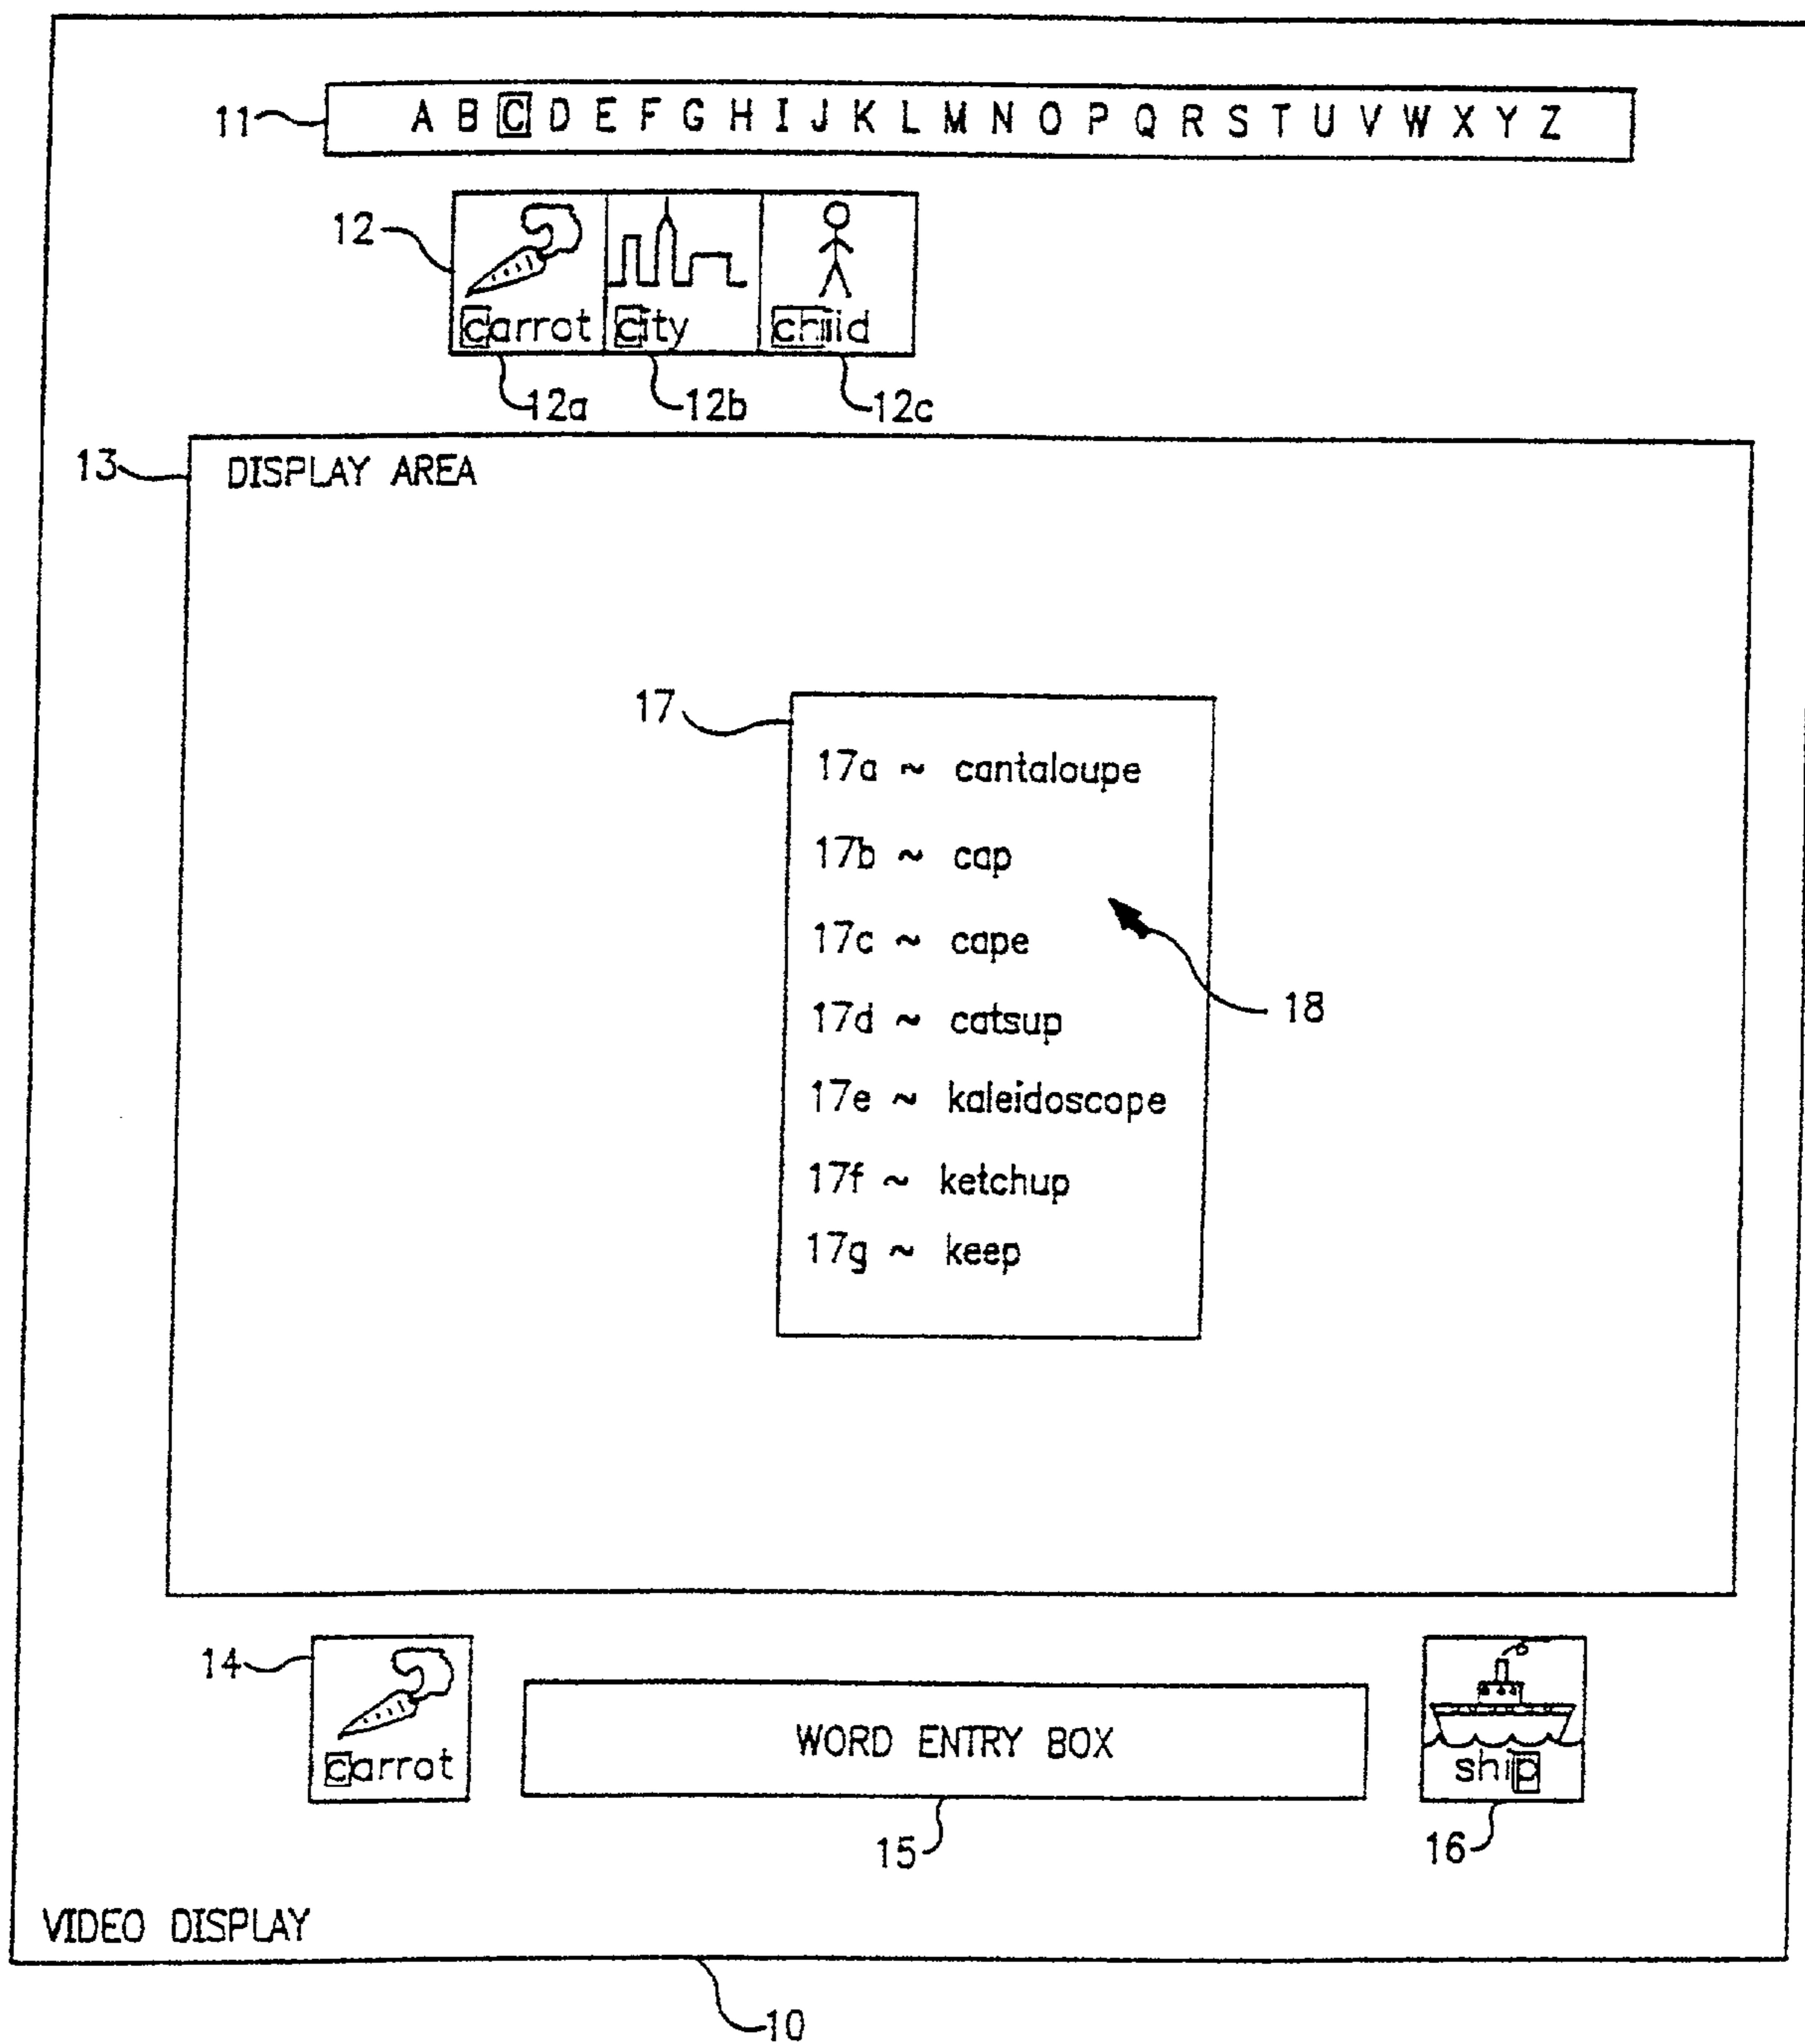 11 A B C D E F G H I J K L M N O P Q R S T U V W X Y Z
12
carrot city child
12a 12b 12c
13 DISPLAY AREA
17
17a ~ cantaloupe
17b ~ cap
17c ~ cape
17d ~ catsup
18
17e ~ kaleidoscope
17f ~ ketchup
17g ~ keep
14
carrot
WORD ENTRY BOX
ship
15
16
VIDEO DISPLAY
10